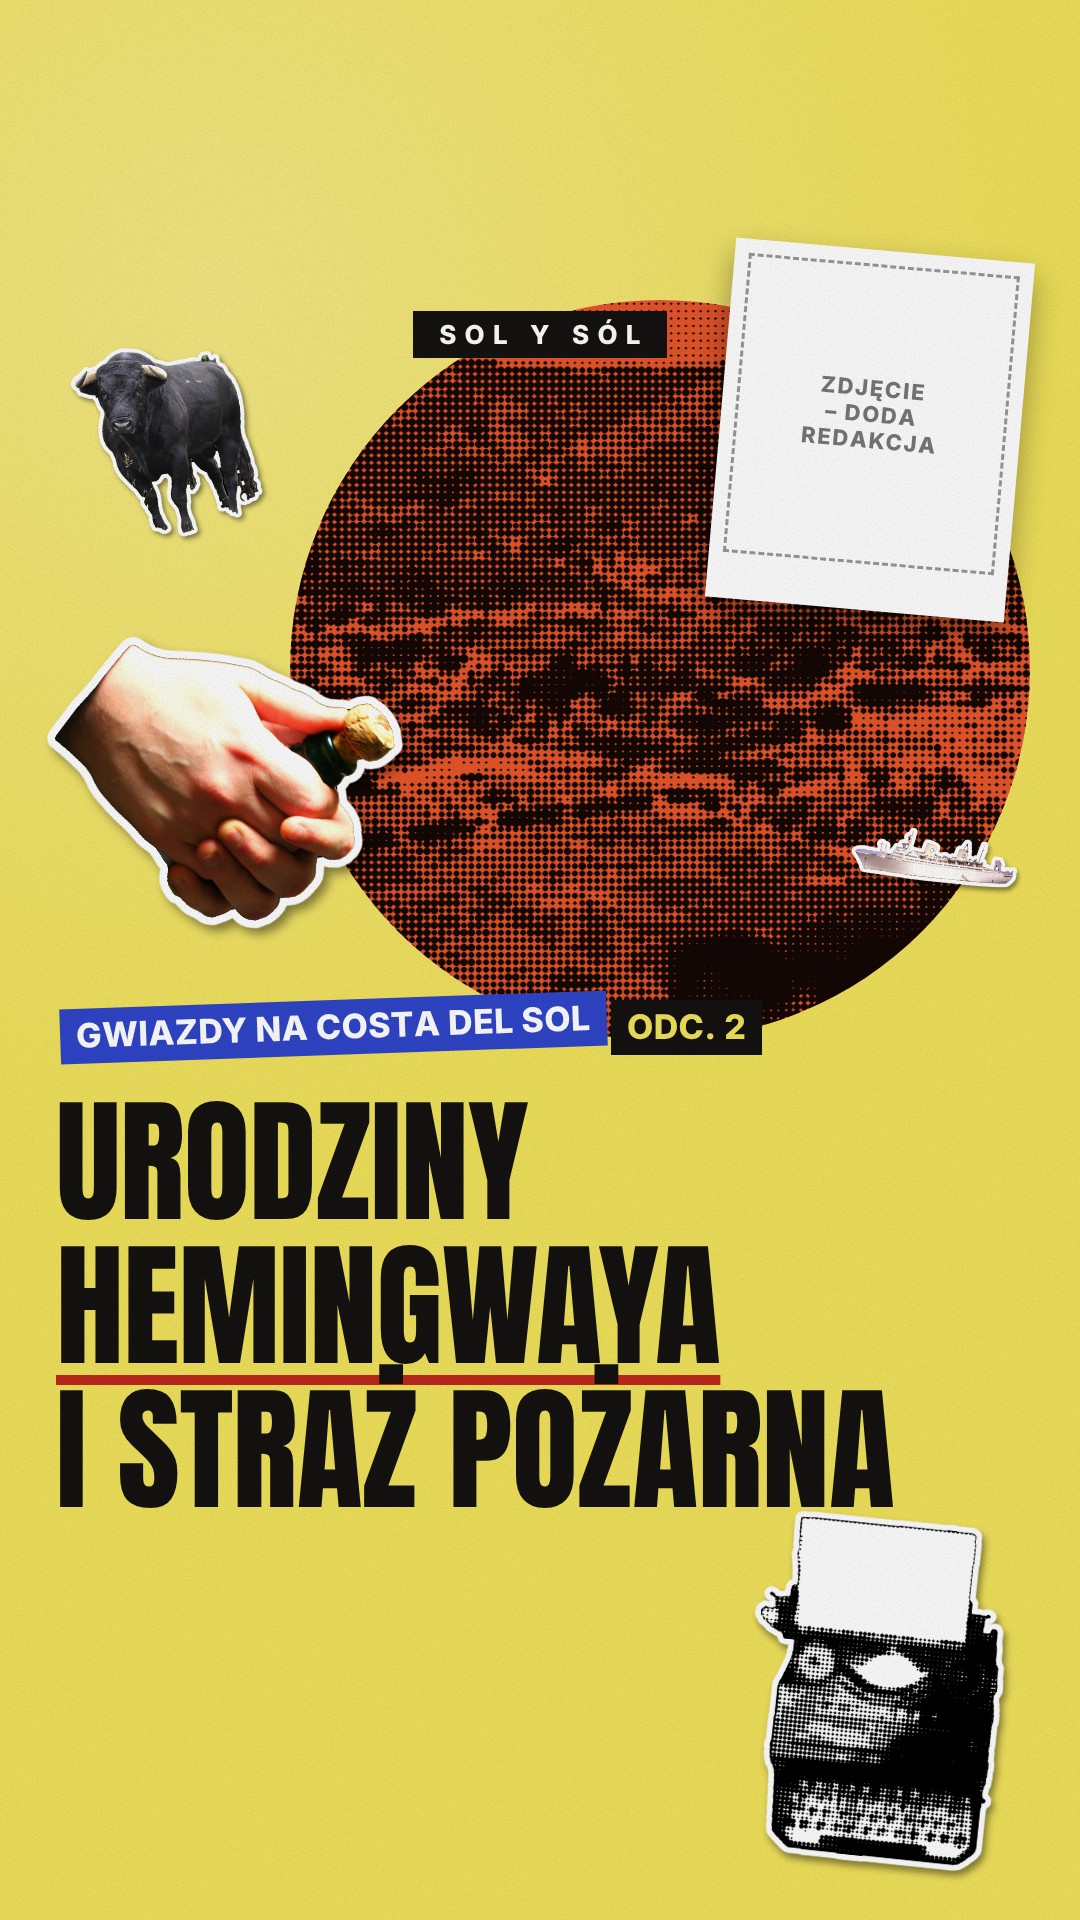 SOL Y SÓL
ZDJĘCIE
– DODA
REDAKCJA
GWIAZDY NA COSTA DEL SOL
ODC. 2
URODZINY
HEMINGWAYA
I STRAŻ POŻARNA